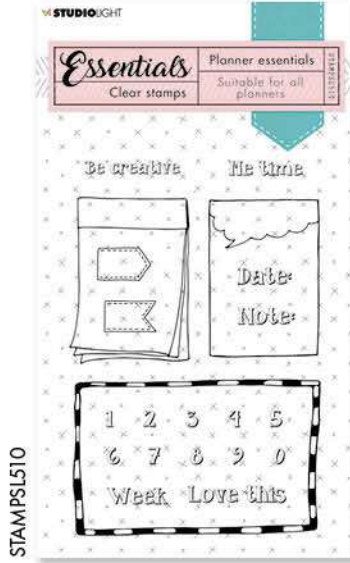 STUDIOLIGHT
Essentials
Clear stamps
Planner essentials
Suitable for all
planners
STAMPSL510
Be creative
Me time
Date:
Note:
1 2 3 4 5
6 7 8 9 0
Week Love this
STAMPSL510